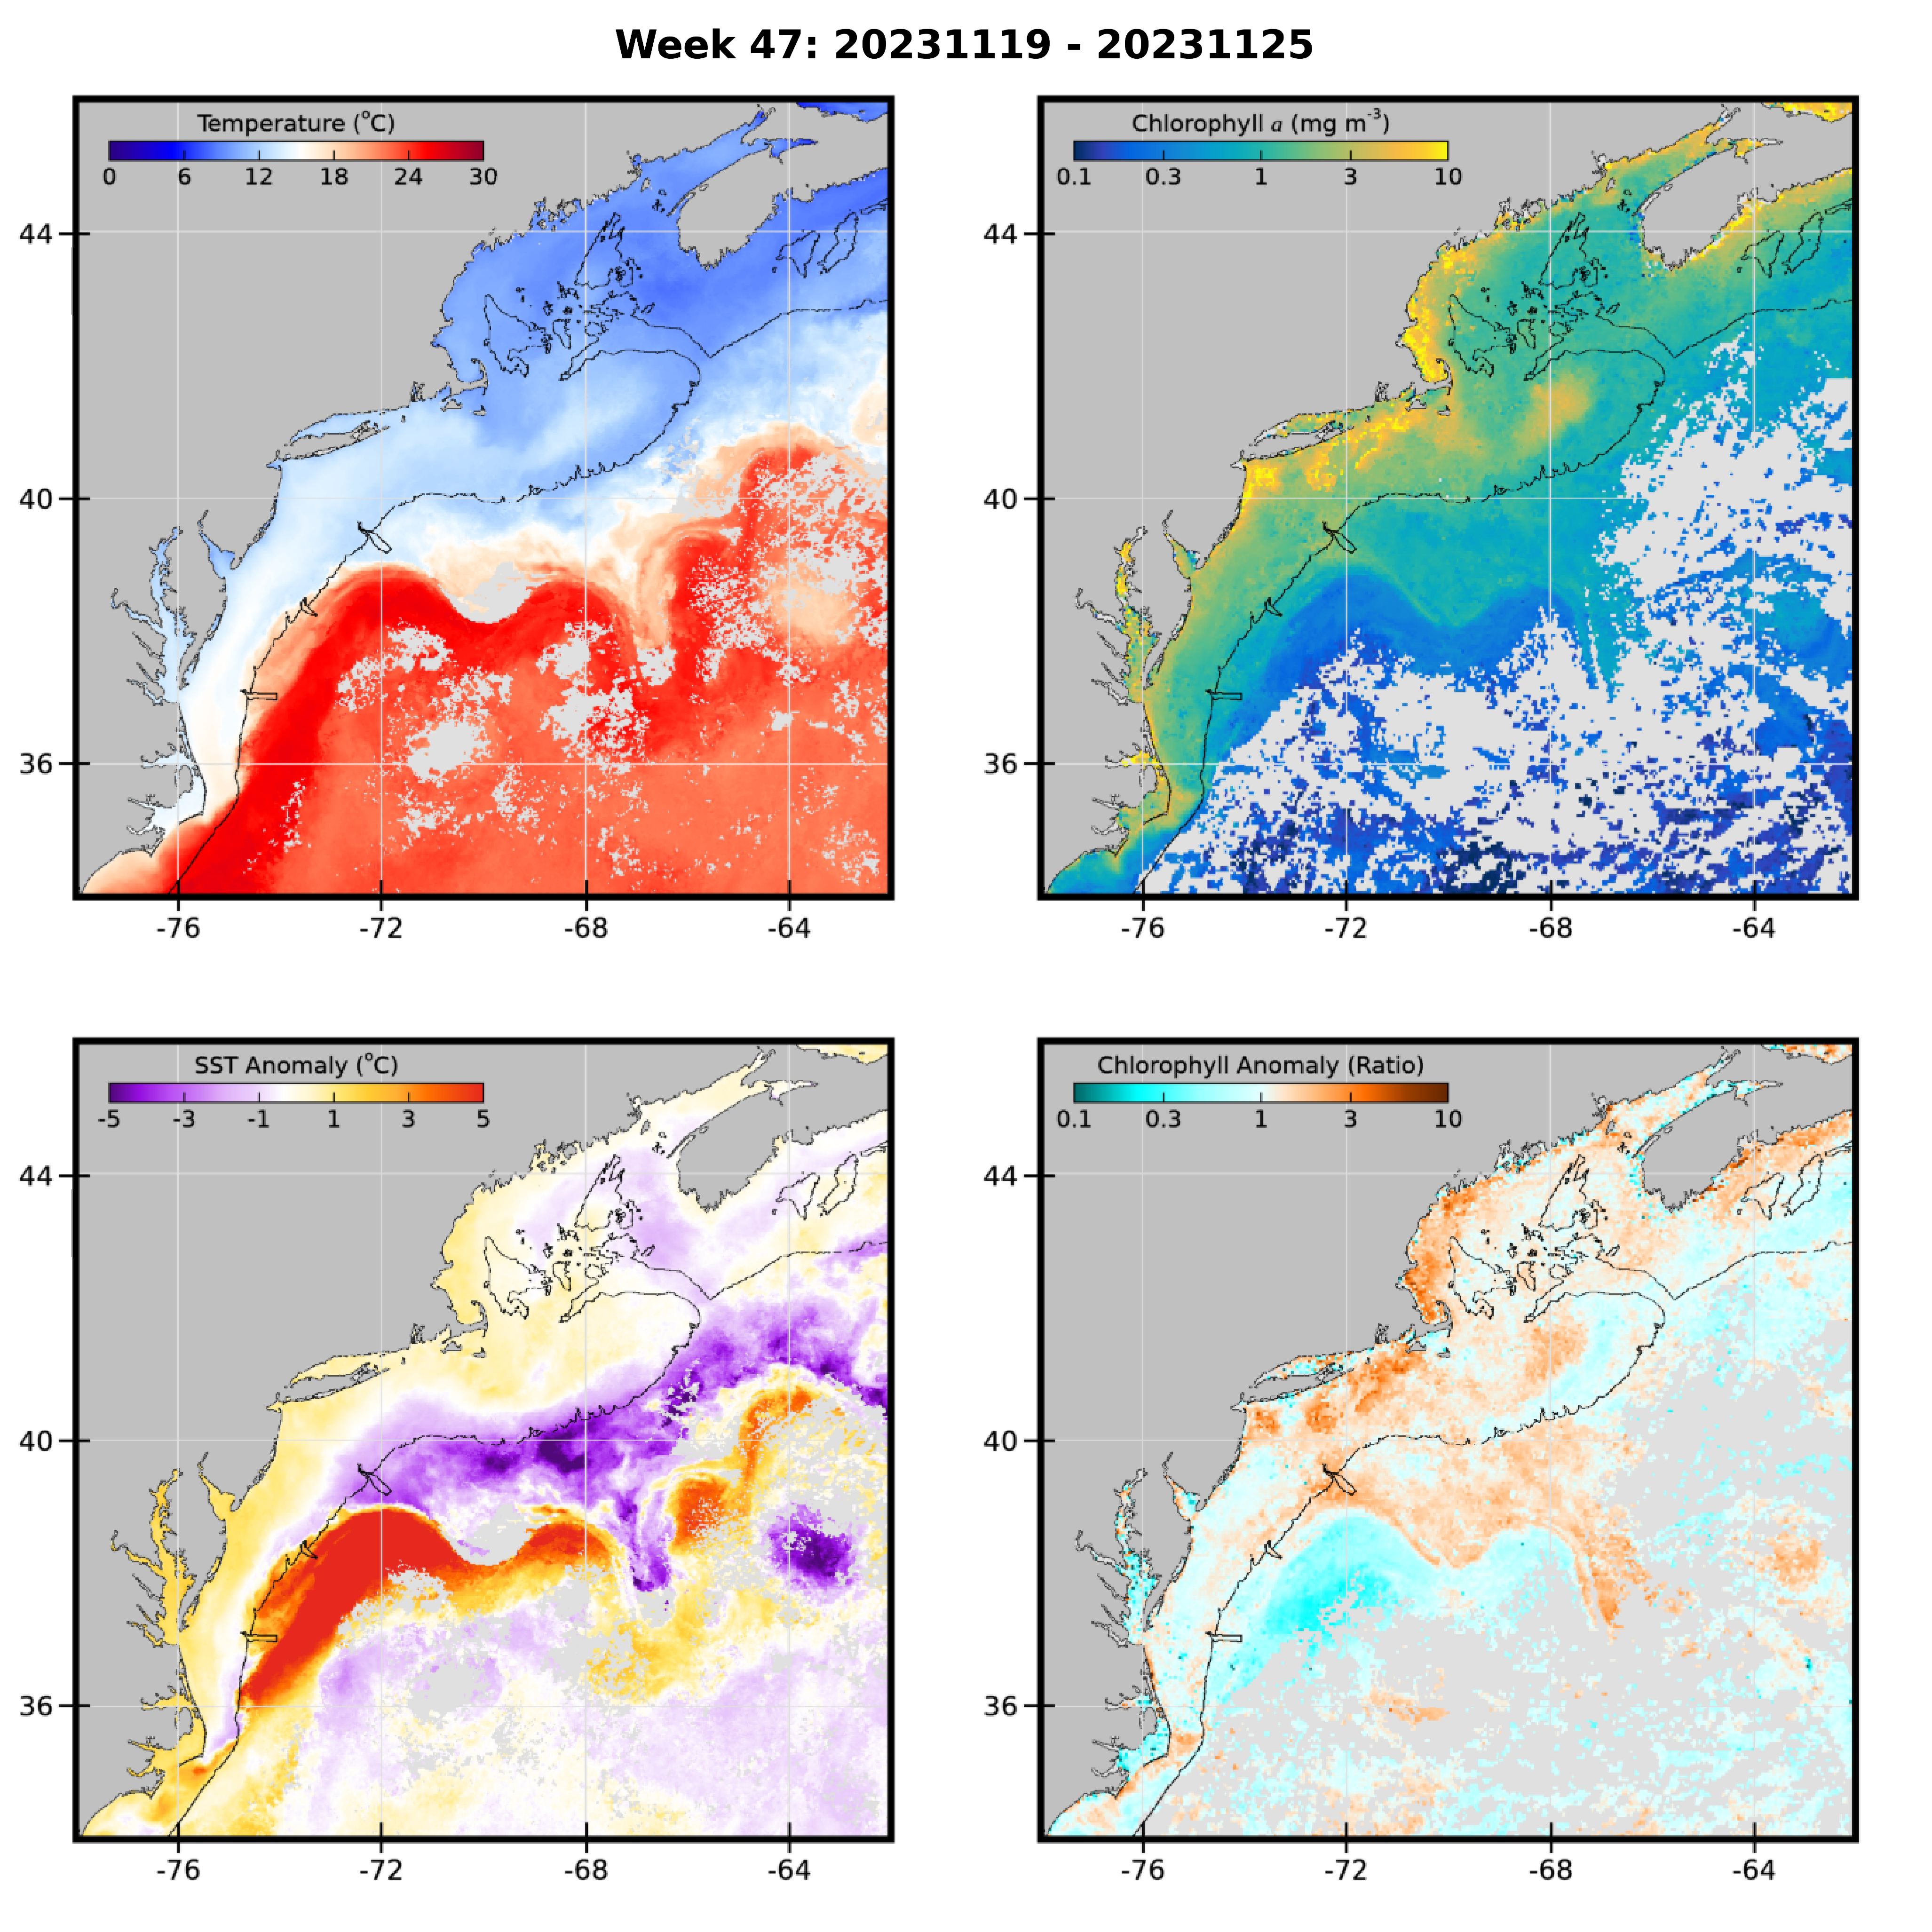 Week 47: 20231119 - 20231125
Temperature (°C)
0 6 12 18 24 30
44
40
36
-76 -72 -68 -64
Chlorophyll a (mg m⁻³)
0.1 0.3 1 3 10
44
40
36
-76 -72 -68 -64
SST Anomaly (°C)
-5 -3 -1 1 3 5
44
40
36
-76 -72 -68 -64
Chlorophyll Anomaly (Ratio)
0.1 0.3 1 3 10
44
40
36
-76 -72 -68 -64